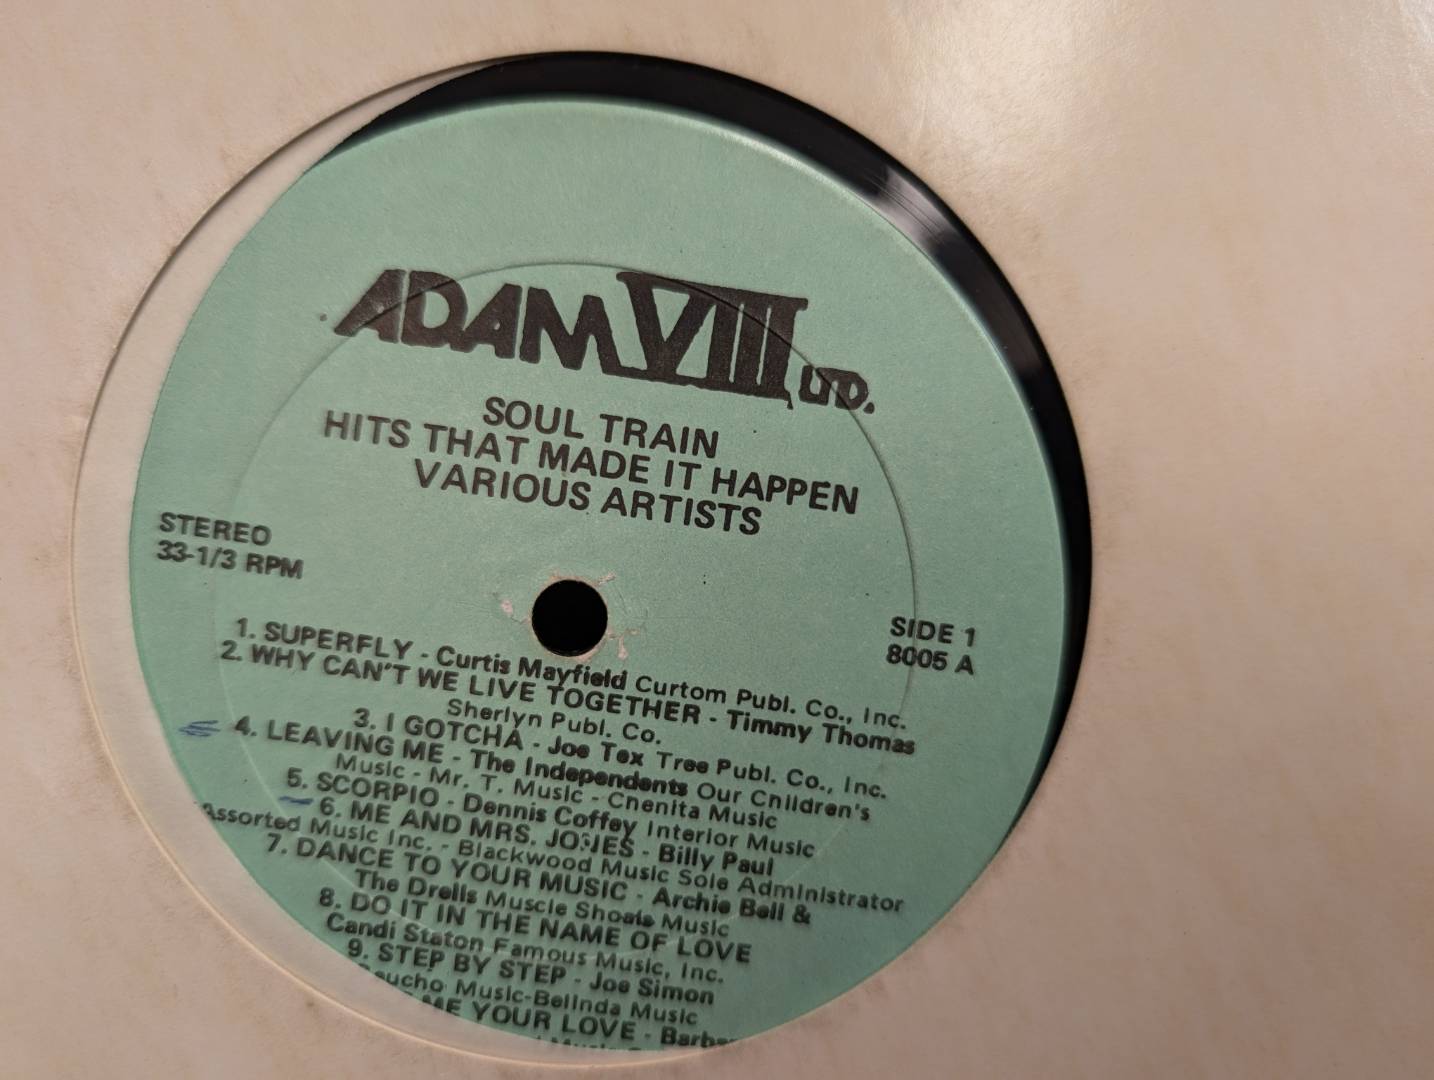 ADAM VIII LTD.
SOUL TRAIN
HITS THAT MADE IT HAPPEN
VARIOUS ARTISTS
STEREO
33-1/3 RPM
SIDE 1
8005 A
1. SUPERFLY - Curtis Mayfield Curtom Publ. Co., Inc.
2. WHY CAN'T WE LIVE TOGETHER - Timmy Thomas
Sherlyn Publ. Co.
3. I GOTCHA - Joe Tex Tree Publ. Co., Inc.
4. LEAVING ME - The Independents Our Children's
Music - Mr. T. Music - Chenita Music
5. SCORPIO - Dennis Coffey Interior Music
6. ME AND MRS. JONES - Billy Paul
Assorted Music Inc. - Blackwood Music Sole Administrator
7. DANCE TO YOUR MUSIC - Archie Bell &
The Drells Muscle Shoals Music
8. DO IT IN THE NAME OF LOVE
Candi Staton Famous Music, Inc.
9. STEP BY STEP - Joe Simon
Gaucho Music-Belinda Music
ME YOUR LOVE -
Music